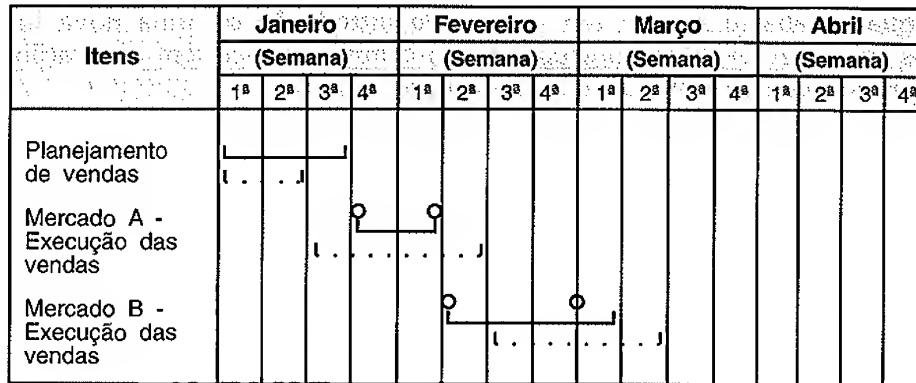 Itens
Janeiro Fevereiro Março Abril
(Semana) (Semana) (Semana) (Semana)
1ª 2ª 3ª 4ª 1ª 2ª 3ª 4ª 1ª 2ª 3ª 4ª 1ª 2ª 3ª 4ª
Planejamento
de vendas
Mercado A -
Execução das
vendas
Mercado B -
Execução das
vendas